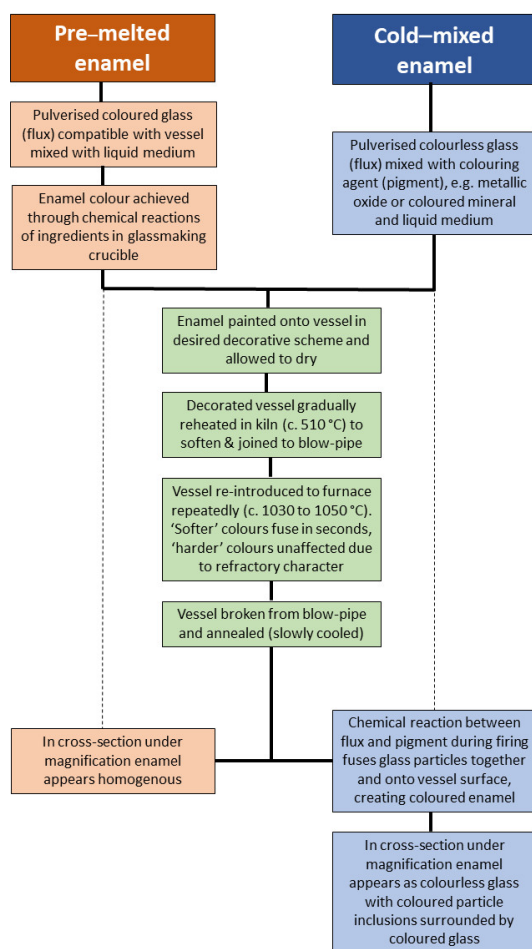 Pre–melted
enamel
Pulverised coloured glass
(flux) compatible with vessel
mixed with liquid medium
Enamel colour achieved
through chemical reactions
of ingredients in glassmaking
crucible
Cold–mixed
enamel
Pulverised colourless glass
(flux) mixed with colouring
agent (pigment), e.g. metallic
oxide or coloured mineral
and liquid medium
Enamel painted onto vessel in
desired decorative scheme and
allowed to dry
Decorated vessel gradually
reheated in kiln (c. 510 °C) to
soften & joined to blow-pipe
Vessel re-introduced to furnace
repeatedly (c. 1030 to 1050 °C).
‘Softer’ colours fuse in seconds,
‘harder’ colours unaffected due
to refractory character
Vessel broken from blow-pipe
and annealed (slowly cooled)
In cross-section under
magnification enamel
appears homogenous
Chemical reaction between
flux and pigment during firing
fuses glass particles together
and onto vessel surface,
creating coloured enamel
In cross-section under
magnification enamel
appears as colourless glass
with coloured particle
inclusions surrounded by
coloured glass